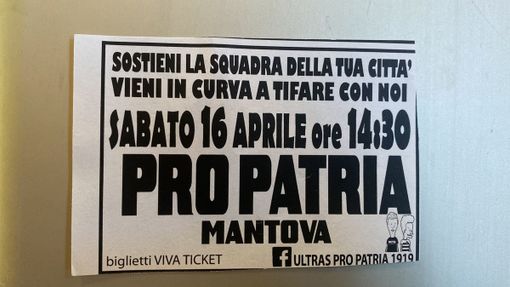 SOSTIENI LA SQUADRA DELLA TUA CITTA'
VIENI IN CURVA A TIFARE CON NOI
SABATO 16 APRILE ore 14:30
PRO PATRIA
MANTOVA
biglietti VIVA TICKET
f ULTRAS PRO PATRIA 1919